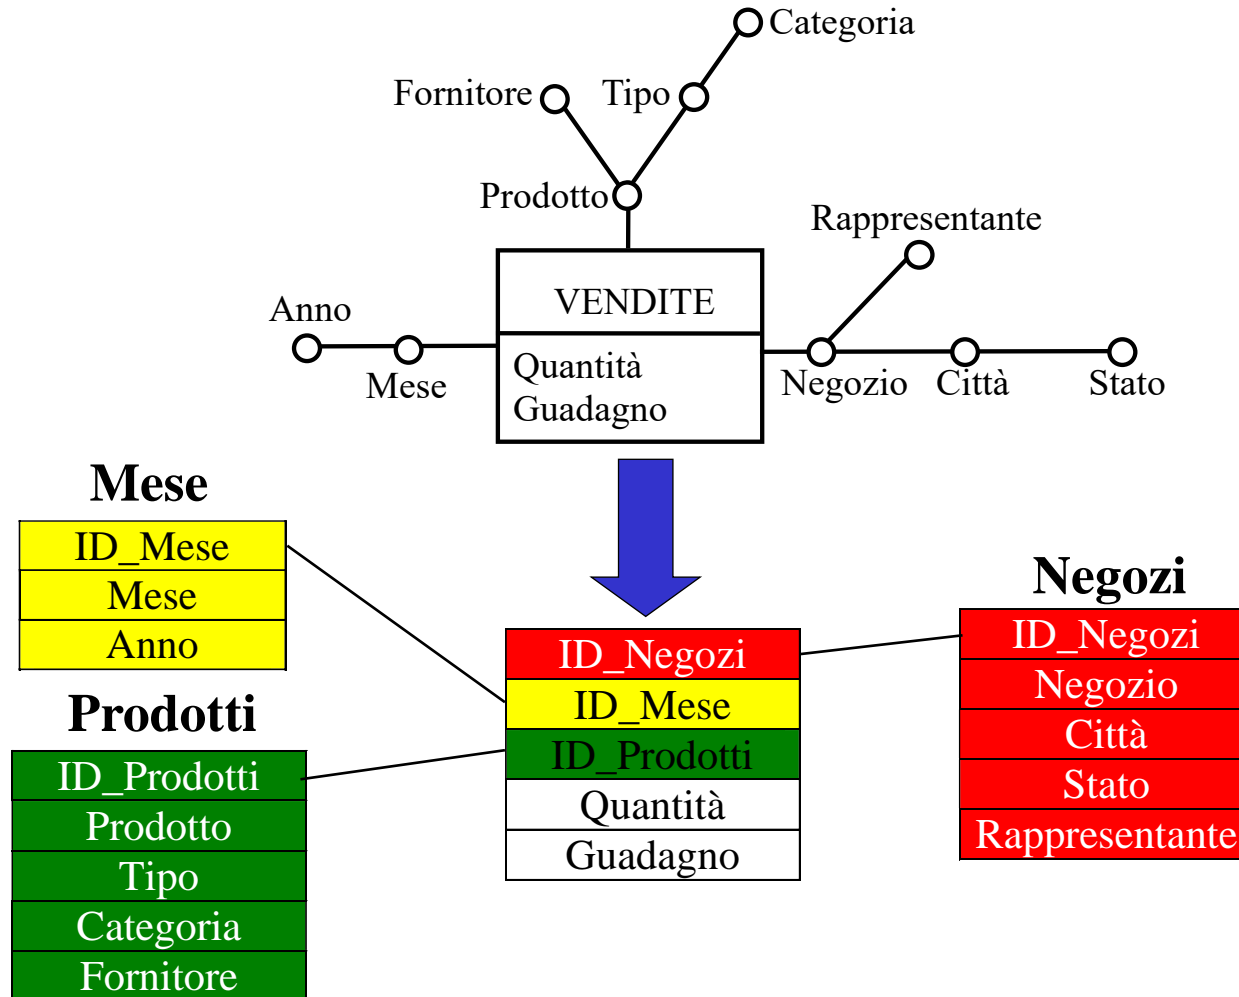 Categoria
Fornitore
Tipo
Prodotto
Rappresentante
Anno
VENDITE
Mese
Quantità
Guadagno
Negozio
Città
Stato
Mese
ID_Mese
Mese
Anno
Prodotti
ID_Prodotti
Prodotto
Tipo
Categoria
Fornitore
ID_Negozi
ID_Mese
ID_Prodotti
Quantità
Guadagno
Negozi
ID_Negozi
Negozio
Città
Stato
Rappresentante